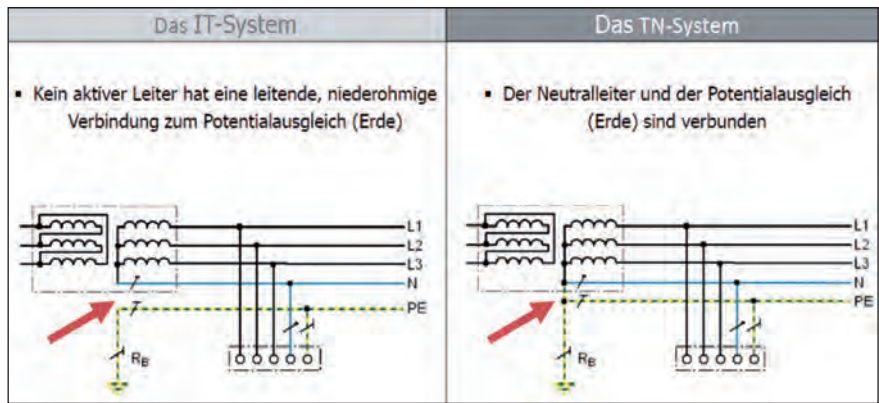 Das IT-System
▪ Kein aktiver Leiter hat eine leitende, niederohmige
Verbindung zum Potentialausgleich (Erde)
L1
L2
L3
N
PE
RB
Das TN-System
▪ Der Neutralleiter und der Potentialausgleich
(Erde) sind verbunden
L1
L2
L3
N
PE
RB